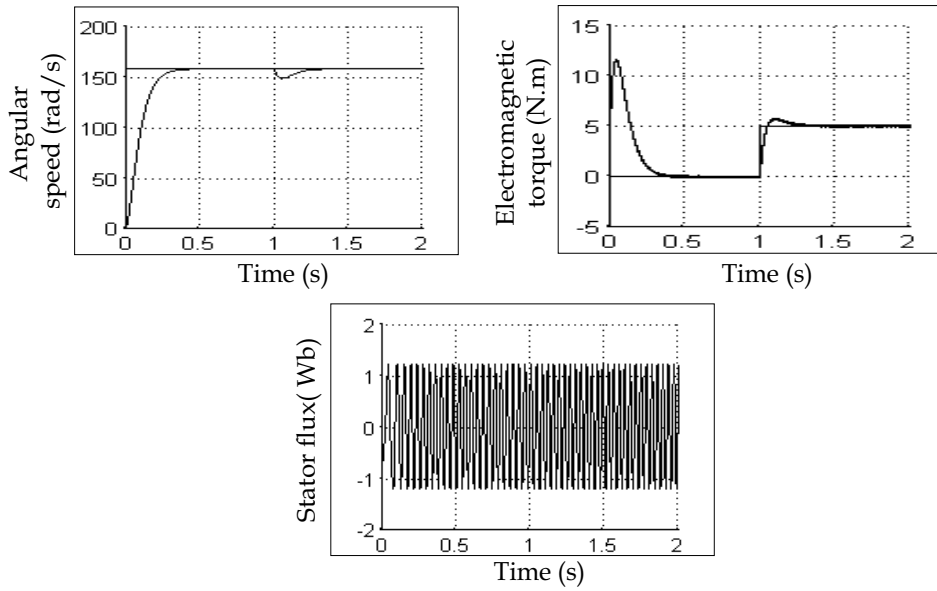 200
150
100
50
0
0 0.5 1 1.5 2
Angular
speed (rad/s)
Time (s)
15
10
5
0
-5
0 0.5 1 1.5 2
Electromagnetic
torque (N.m)
Time (s)
2
1
0
-1
-2
0 0.5 1 1.5 2
Stator flux( Wb)
Time (s)